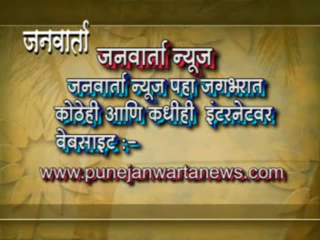 जनवार्ता
जनवार्ता न्यूज
जनवार्ता न्यूज पहा जगभरात
कोठेही आणि कधीही इंटरनेटवर
वेबसाइट :-
www.punejanwartanews.com